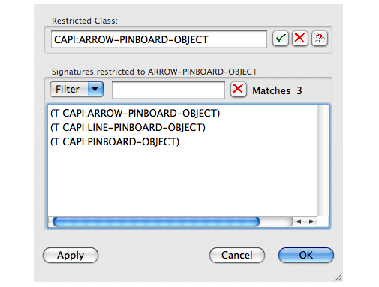 Restricted Class:
CAPI:ARROW-PINBOARD-OBJECT
Signatures restricted to ARROW-PINBOARD-OBJECT
Filter Matches 3
(T CAPI:ARROW-PINBOARD-OBJECT)
(T CAPI:LINE-PINBOARD-OBJECT)
(T CAPI:PINBOARD-OBJECT)
Apply Cancel OK